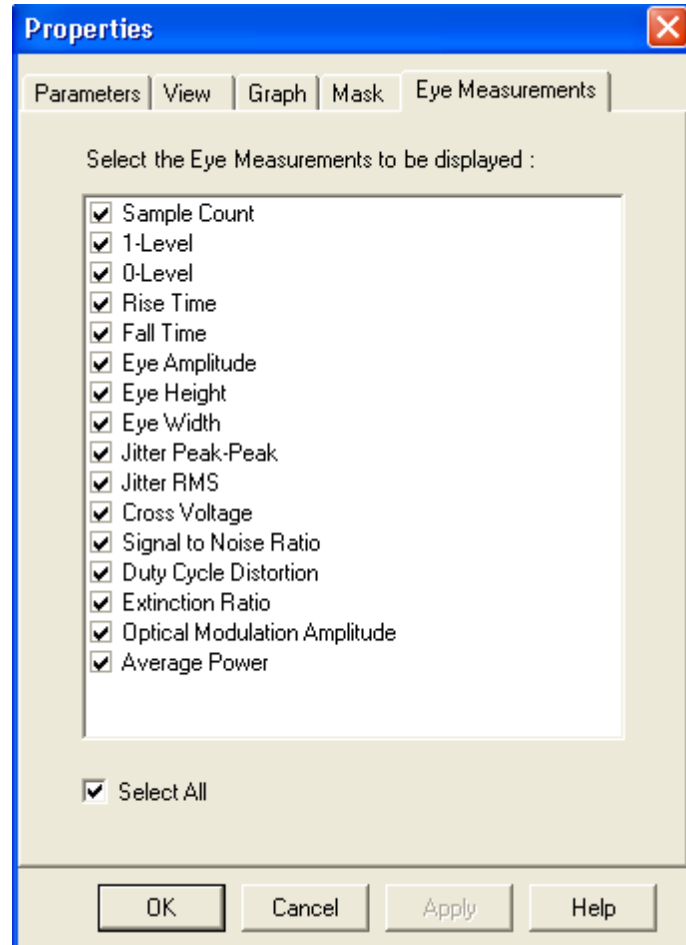 Properties
Parameters View Graph Mask Eye Measurements
Select the Eye Measurements to be displayed :
Sample Count
1-Level
0-Level
Rise Time
Fall Time
Eye Amplitude
Eye Height
Eye Width
Jitter Peak-Peak
Jitter RMS
Cross Voltage
Signal to Noise Ratio
Duty Cycle Distortion
Extinction Ratio
Optical Modulation Amplitude
Average Power
Select All
OK Cancel Apply Help